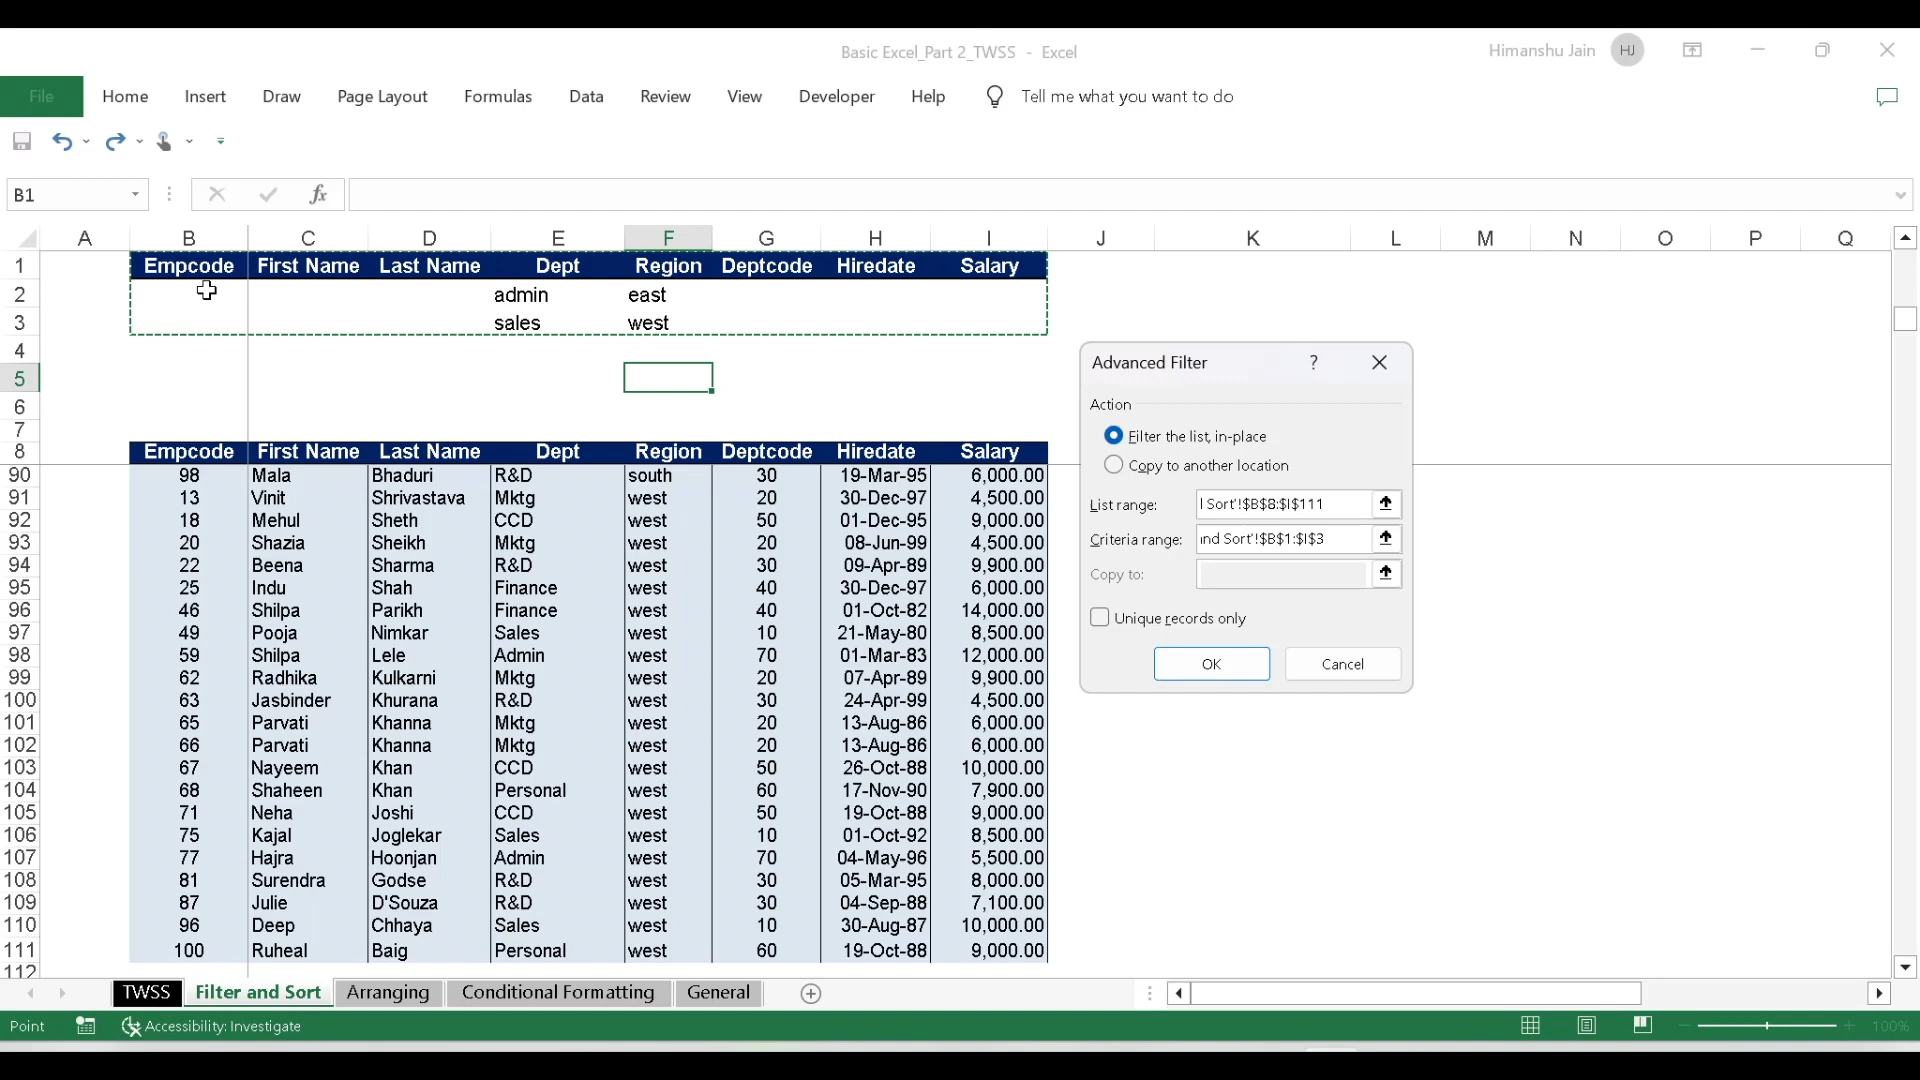 Basic Excel_Part 2_TWSS - Excel
Himanshu Jain HJ
File Home Insert Draw Page Layout Formulas Data Review View Developer Help Tell me what you want to do
B1 fx
A B C D E F G H I J K L M N O P Q
1 Empcode First Name Last Name Dept Region Deptcode Hiredate Salary
2 admin east
3 sales west
4
5
6
7
8 Empcode First Name Last Name Dept Region Deptcode Hiredate Salary
90 98 Mala Bhaduri R&D south 30 19-Mar-95 6,000.00
91 13 Vinit Shrivastava Mktg west 20 30-Dec-97 4,500.00
92 18 Mehul Sheth CCD west 50 01-Dec-95 9,000.00
93 20 Shazia Sheikh Mktg west 20 08-Jun-99 4,500.00
94 22 Beena Sharma R&D west 30 09-Apr-89 9,900.00
95 25 Indu Shah Finance west 40 30-Dec-97 6,000.00
96 46 Shilpa Parikh Finance west 40 01-Oct-82 14,000.00
97 49 Pooja Nimkar Sales west 10 21-May-80 8,500.00
98 59 Shilpa Lele Admin west 70 01-Mar-83 12,000.00
99 62 Radhika Kulkarni Mktg west 20 07-Apr-89 9,900.00
100 63 Jasbinder Khurana R&D west 30 24-Apr-99 4,500.00
101 65 Parvati Khanna Mktg west 20 13-Aug-86 6,000.00
102 66 Parvati Khanna Mktg west 20 13-Aug-86 6,000.00
103 67 Nayeem Khan CCD west 50 26-Oct-88 10,000.00
104 68 Shaheen Khan Personal west 60 17-Nov-90 7,900.00
105 71 Neha Joshi CCD west 50 19-Oct-88 9,000.00
106 75 Kajal Joglekar Sales west 10 01-Oct-92 8,500.00
107 77 Hajra Hoonjan Admin west 70 04-May-96 5,500.00
108 81 Surendra Godse R&D west 30 05-Mar-95 8,000.00
109 87 Julie D'Souza R&D west 30 04-Sep-88 7,100.00
110 96 Deep Chhaya Sales west 10 30-Aug-87 10,000.00
111 100 Ruheal Baig Personal west 60 19-Oct-88 9,000.00
112
Advanced Filter ?
Action
Filter the list, in-place
Copy to another location
List range: l Sort'!$B$8:$I$111
Criteria range: ınd Sort'!$B$1:$I$3
Copy to:
Unique records only
OK Cancel
TWSS Filter and Sort Arranging Conditional Formatting General
Point Accessibility: Investigate 100%